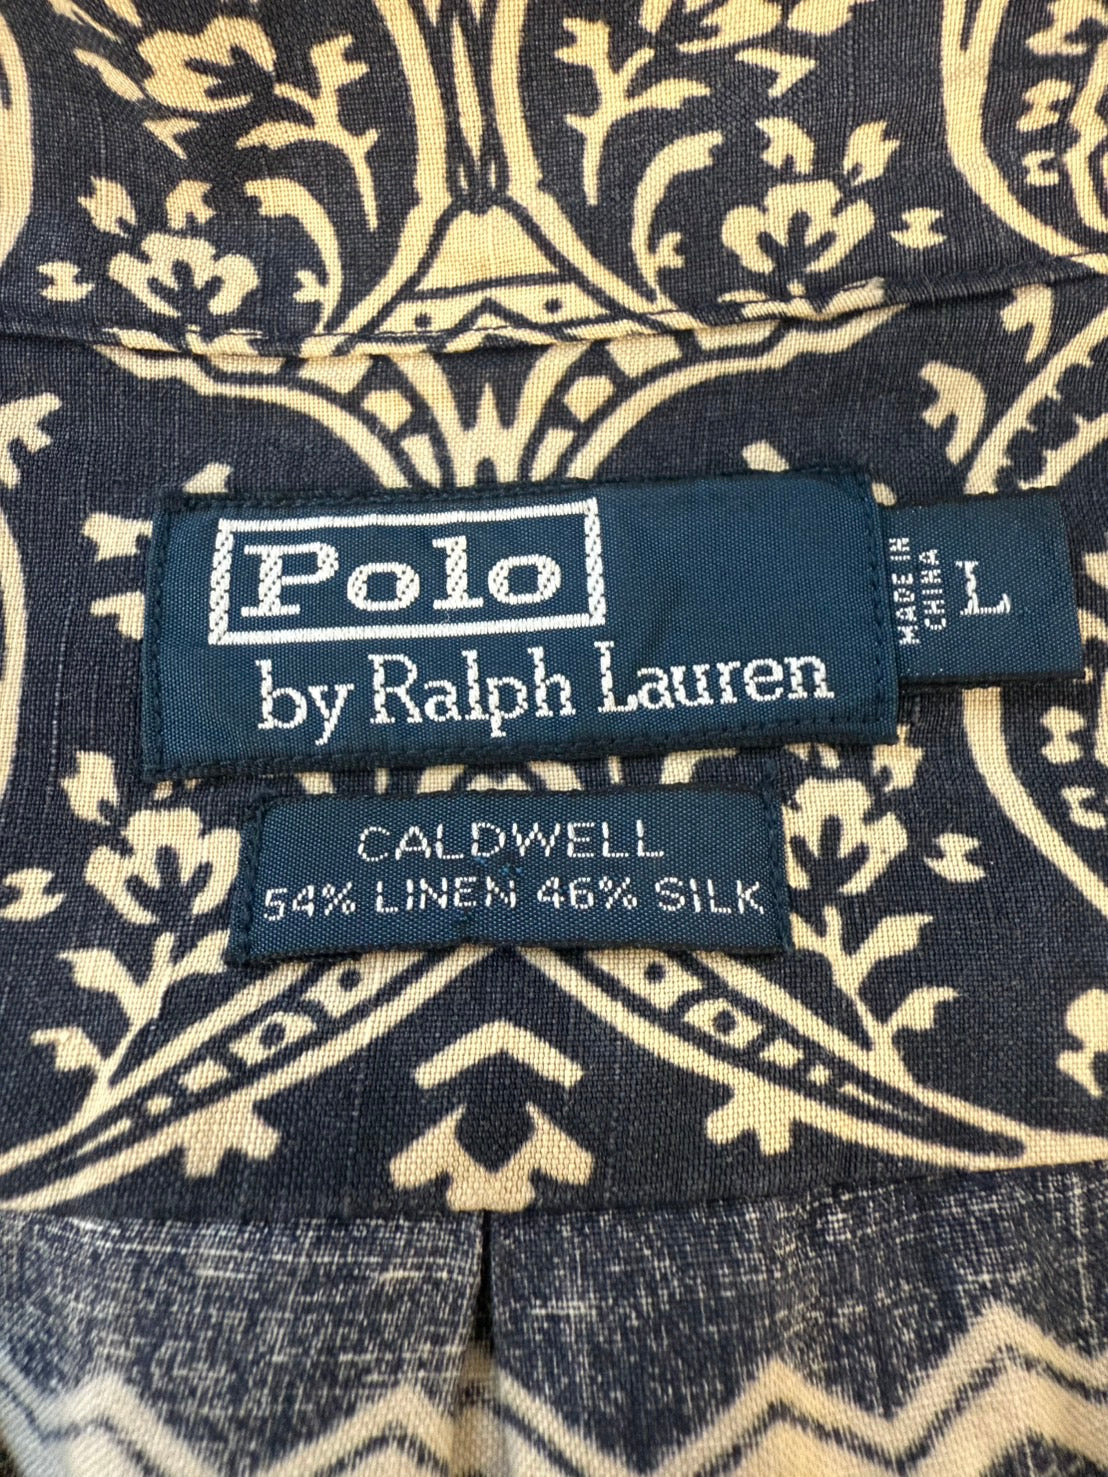 Polo
by Ralph Lauren
MADE IN
CHINA
L
CALDWELL
54% LINEN 46% SILK